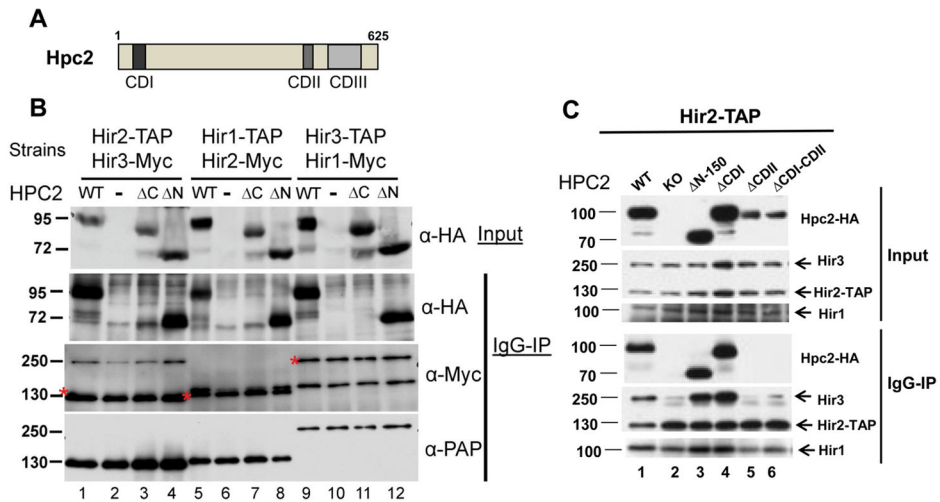 A
1 625
Hpc2
CDI CDII CDIII
B
Strains
Hir2-TAP Hir1-TAP Hir3-TAP
Hir3-Myc Hir2-Myc Hir1-Myc
HPC2 WT - ΔC ΔN WT - ΔC ΔN WT - ΔC ΔN
95
72
α-HA Input
95
72
α-HA
IgG-IP
250
130
* * *
α-Myc
250
130
α-PAP
1 2 3 4 5 6 7 8 9 10 11 12
C
Hir2-TAP
HPC2 WT KO ΔN-150 ΔCDI ΔCDII ΔCDI-CDII
100
70
Hpc2-HA
250 Hir3
130 Hir2-TAP
100 Hir1
Input
100
70
Hpc2-HA
250 Hir3
130 Hir2-TAP
100 Hir1
IgG-IP
1 2 3 4 5 6